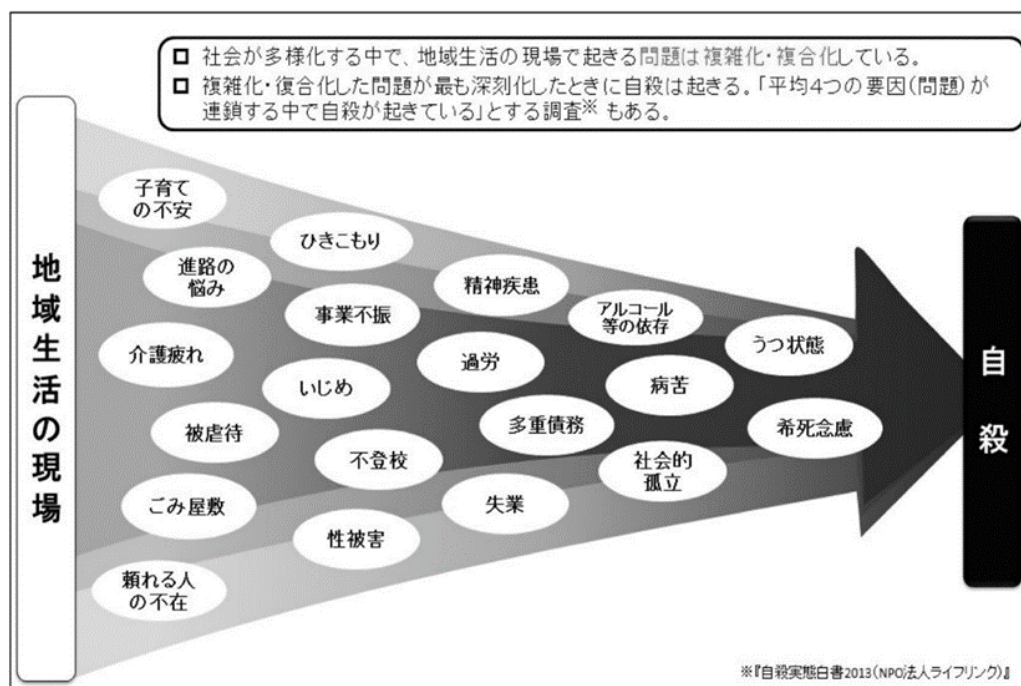 □ 社会が多様化する中で、地域生活の現場で起きる問題は複雑化・複合化している。
□ 複雑化・復合化した問題が最も深刻化したときに自殺は起きる。「平均4つの要因(問題)が
連鎖する中で自殺が起きている」とする調査※ もある。
地域生活の現場
子育て
の不安
ひきこもり
進路の
悩み
精神疾患
事業不振
アルコール
等の依存
うつ状態
介護疲れ
過労
いじめ
病苦
被虐待
多重債務
希死念慮
不登校
社会的
孤立
ごみ屋敷
失業
性被害
頼れる人
の不在
自殺
※『自殺実態白書2013(NPO法人ライフリンク)』